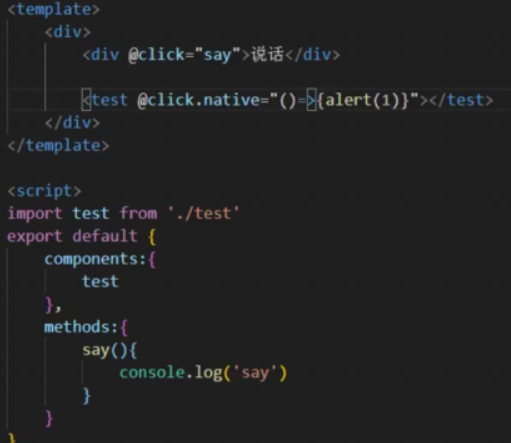 <template>
<div>
<div @click="say">说话</div>
<test @click.native="()=>{alert(1)}"></test>
</div>
</template>
<script>
import test from './test'
export default {
components:{
test
},
methods:{
say(){
console.log('say')
}
}
}